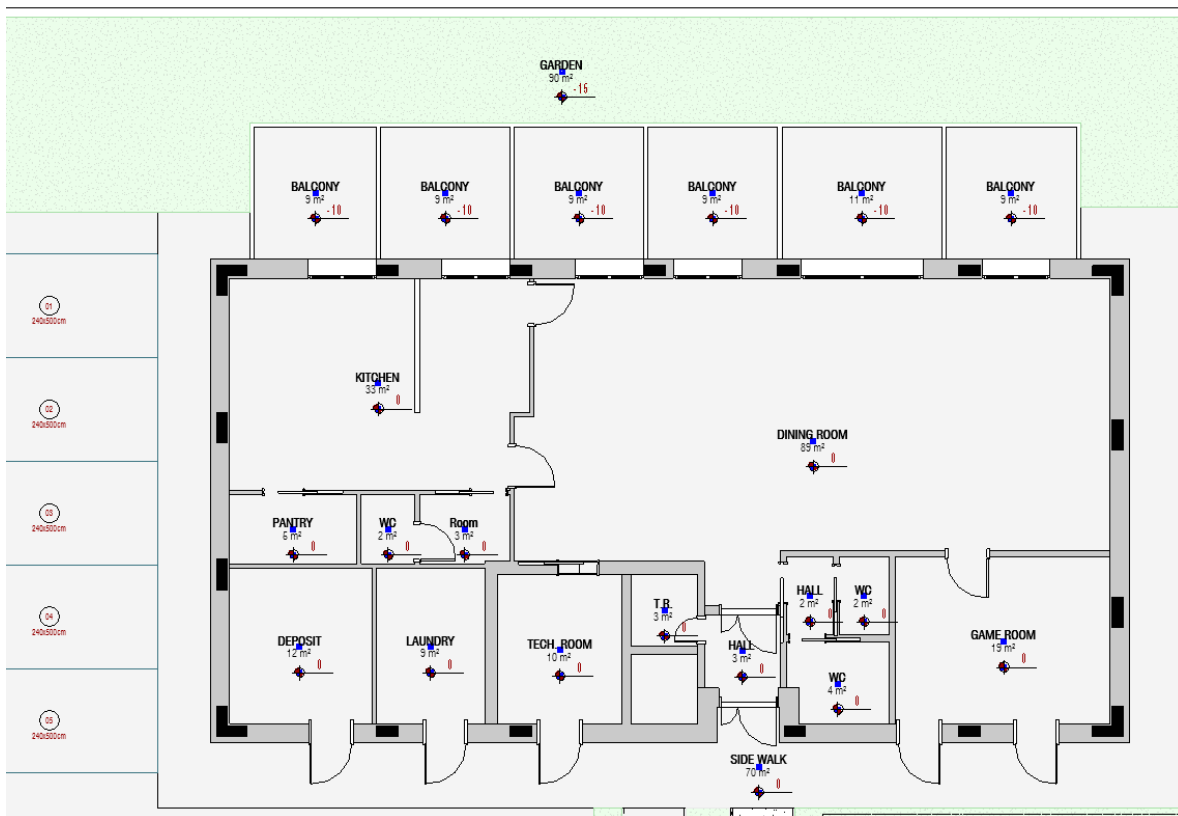 GARDEN
90 m²
-15
BALCONY
9 m²
-10
BALCONY
9 m²
-10
BALCONY
9 m²
-10
BALCONY
9 m²
-10
BALCONY
11 m²
-10
BALCONY
9 m²
-10
01
240x500cm
02
240x500cm
03
240x500cm
04
240x500cm
05
240x500cm
KITCHEN
33 m²
0
DINING ROOM
89 m²
0
PANTRY
6 m²
0
WC
2 m²
0
Room
3 m²
0
DEPOSIT
12 m²
0
LAUNDRY
9 m²
0
TECH. ROOM
10 m²
0
T.R.
3 m²
0
HALL
3 m²
0
HALL
2 m²
0
WC
2 m²
0
WC
4 m²
0
GAME ROOM
19 m²
0
SIDE WALK
70 m²
0